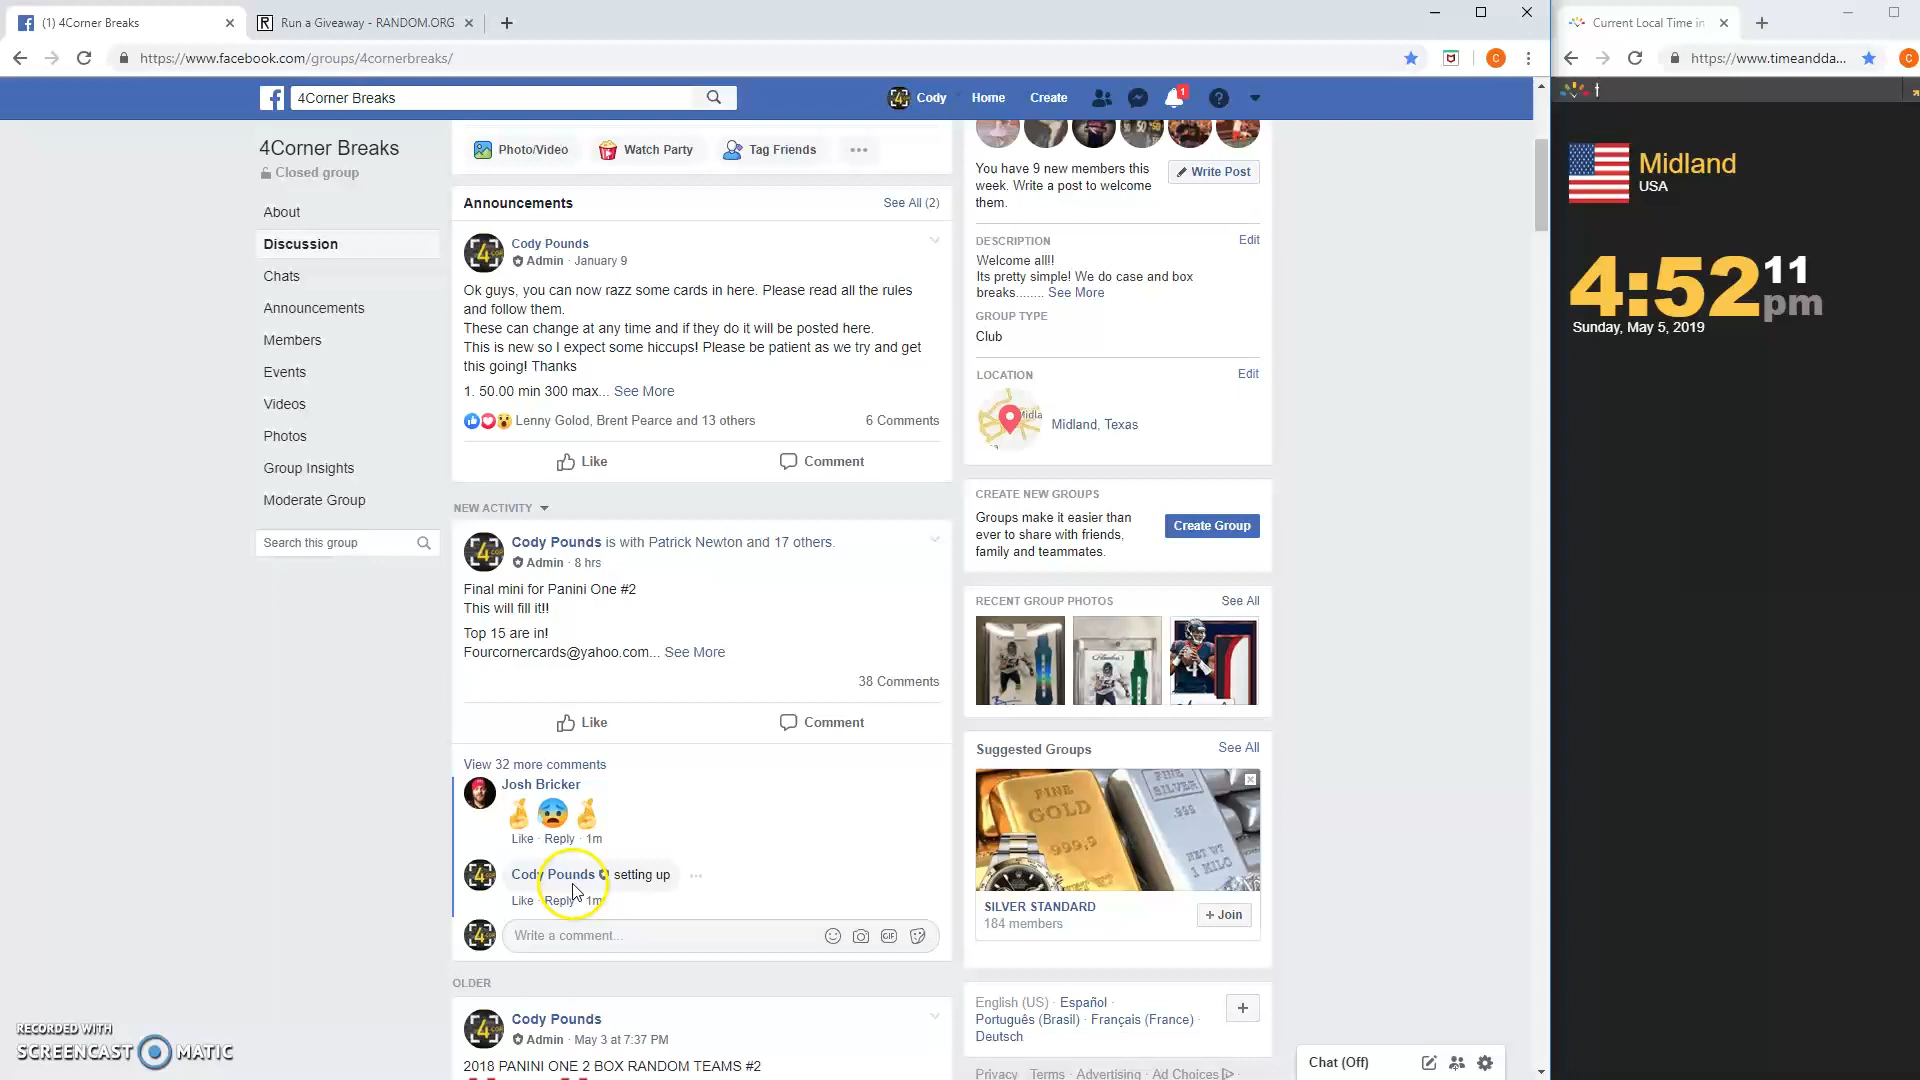 (1) 4Corner Breaks
Run a Giveaway - RANDOM.ORG
https://www.facebook.com/groups/4cornerbreaks/
C
4Corner Breaks
Cody
Home
Create
1
4Corner Breaks
Closed group
About
Discussion
Chats
Announcements
Members
Events
Videos
Photos
Group Insights
Moderate Group
Search this group
Photo/Video
Watch Party
Tag Friends
Announcements
See All (2)
Cody Pounds
Admin · January 9
Ok guys, you can now razz some cards in here. Please read all the rules
and follow them.
These can change at any time and if they do it will be posted here.
This is new so I expect some hiccups! Please be patient as we try and get
this going! Thanks
1. 50.00 min 300 max... See More
Lenny Golod, Brent Pearce and 13 others
6 Comments
Like
Comment
NEW ACTIVITY
Cody Pounds is with Patrick Newton and 17 others.
Admin · 8 hrs
Final mini for Panini One #2
This will fill it!!
Top 15 are in!
Fourcornercards@yahoo.com... See More
38 Comments
Like
Comment
View 32 more comments
Josh Bricker
Like · Reply · 1m
Cody Pounds setting up
Like · Reply · 1m
Write a comment...
GIF
OLDER
Cody Pounds
Admin · May 3 at 7:37 PM
2018 PANINI ONE 2 BOX RANDOM TEAMS #2
You have 9 new members this
week. Write a post to welcome
them.
Write Post
DESCRIPTION
Edit
Welcome all!!
Its pretty simple! We do case and box
breaks........ See More
GROUP TYPE
Club
LOCATION
Edit
Midland, Texas
CREATE NEW GROUPS
Groups make it easier than
ever to share with friends,
family and teammates.
Create Group
RECENT GROUP PHOTOS
See All
Suggested Groups
See All
FINE
GOLD
999,9
FINE
SILVER
.999
NET WT
1 KILO
SILVER STANDARD
184 members
+ Join
English (US) · Español ·
Português (Brasil) · Français (France) ·
Deutsch
Privacy · Terms · Advertising · Ad Choices
Chat (Off)
Current Local Time in
https://www.timeandda...
C
Midland
USA
4:52 11 pm
Sunday, May 5, 2019
RECORDED WITH
SCREENCAST MATIC